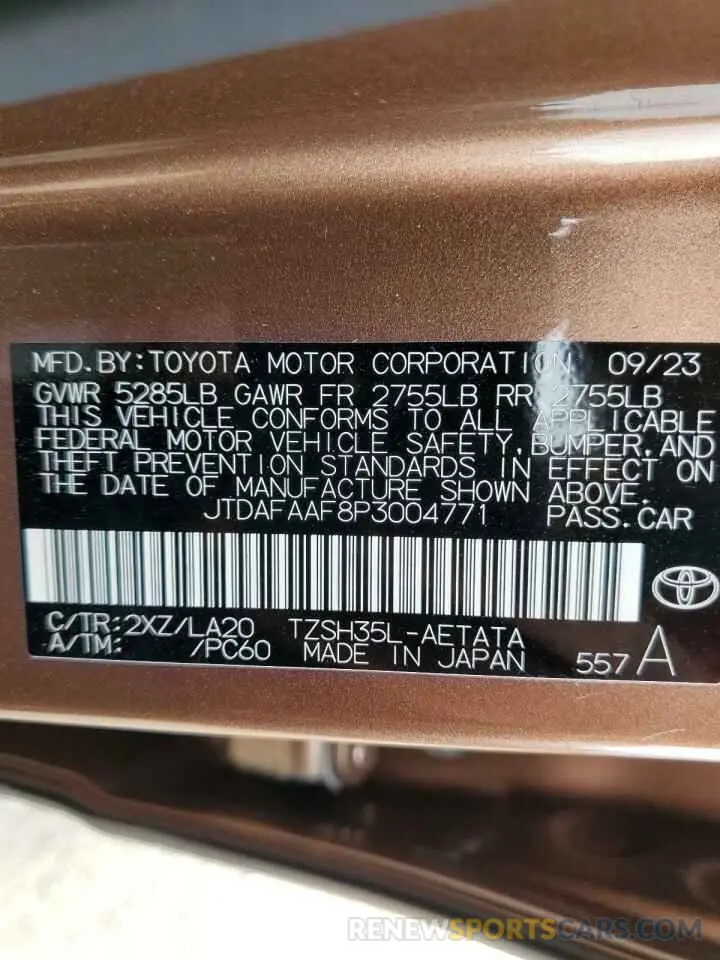 MFD.BY:TOYOTA MOTOR CORPORATION 09/23
GVWR 5285LB GAWR FR 2755LB RR 2755LB
THIS VEHICLE CONFORMS TO ALL APPLICABLE
FEDERAL MOTOR VEHICLE SAFETY,BUMPER,AND
THEFT PREVENTION STANDARDS IN EFFECT ON
THE DATE OF MANUFACTURE SHOWN ABOVE.
JTDAFAAF8P3004771 PASS.CAR
C/TR:2XZ/LA20 TZSH35L-AETATA
A/TM: /PC60 MADE IN JAPAN 557 A
RENEWSPORTSCARS.COM